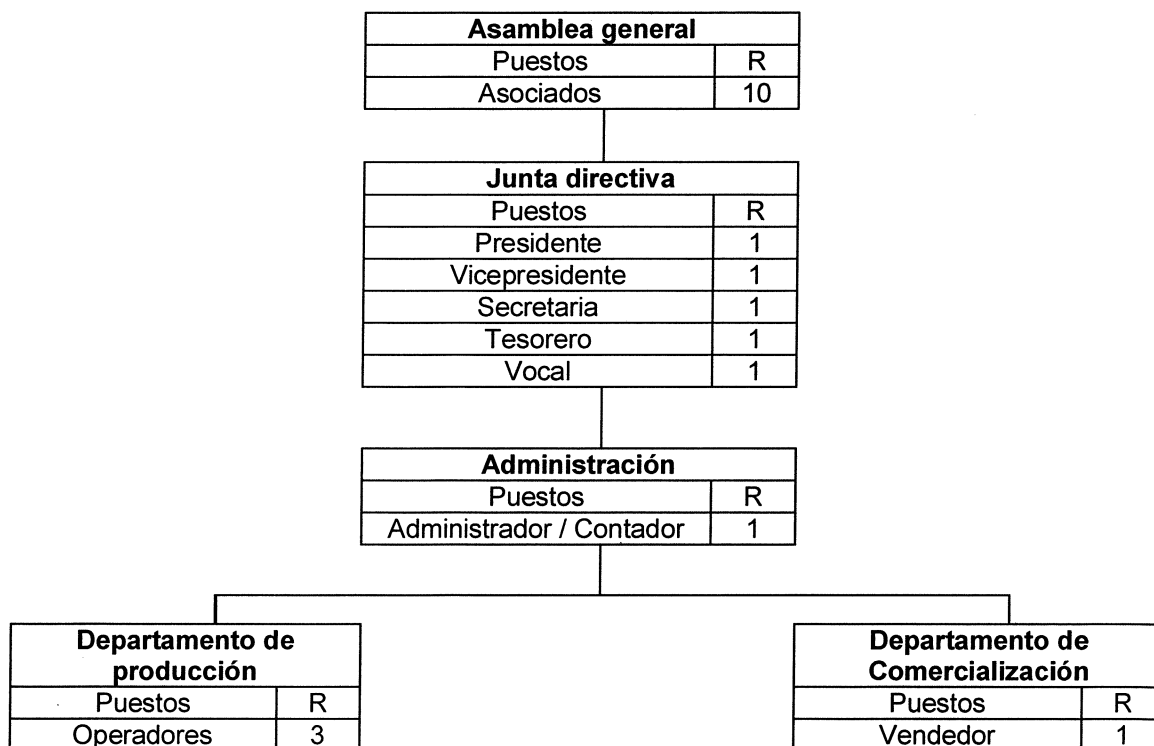 Asamblea general
Puestos R
Asociados 10
Junta directiva
Puestos R
Presidente 1
Vicepresidente 1
Secretaria 1
Tesorero 1
Vocal 1
Administración
Puestos R
Administrador / Contador 1
Departamento de
producción
Puestos R
Operadores 3
Departamento de
Comercialización
Puestos R
Vendedor 1